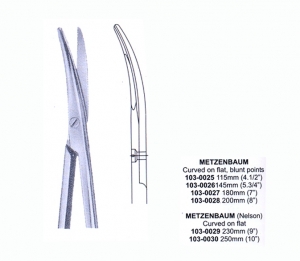 METZENBAUM
Curved on flat, blunt points
103-0025 115mm (4.1/2")
103-0026145mm (5.3/4")
103-0027 180mm (7")
103-0028 200mm (8")
METZENBAUM (Nelson)
Curved on flat
103-0029 230mm (9")
103-0030 250mm (10")